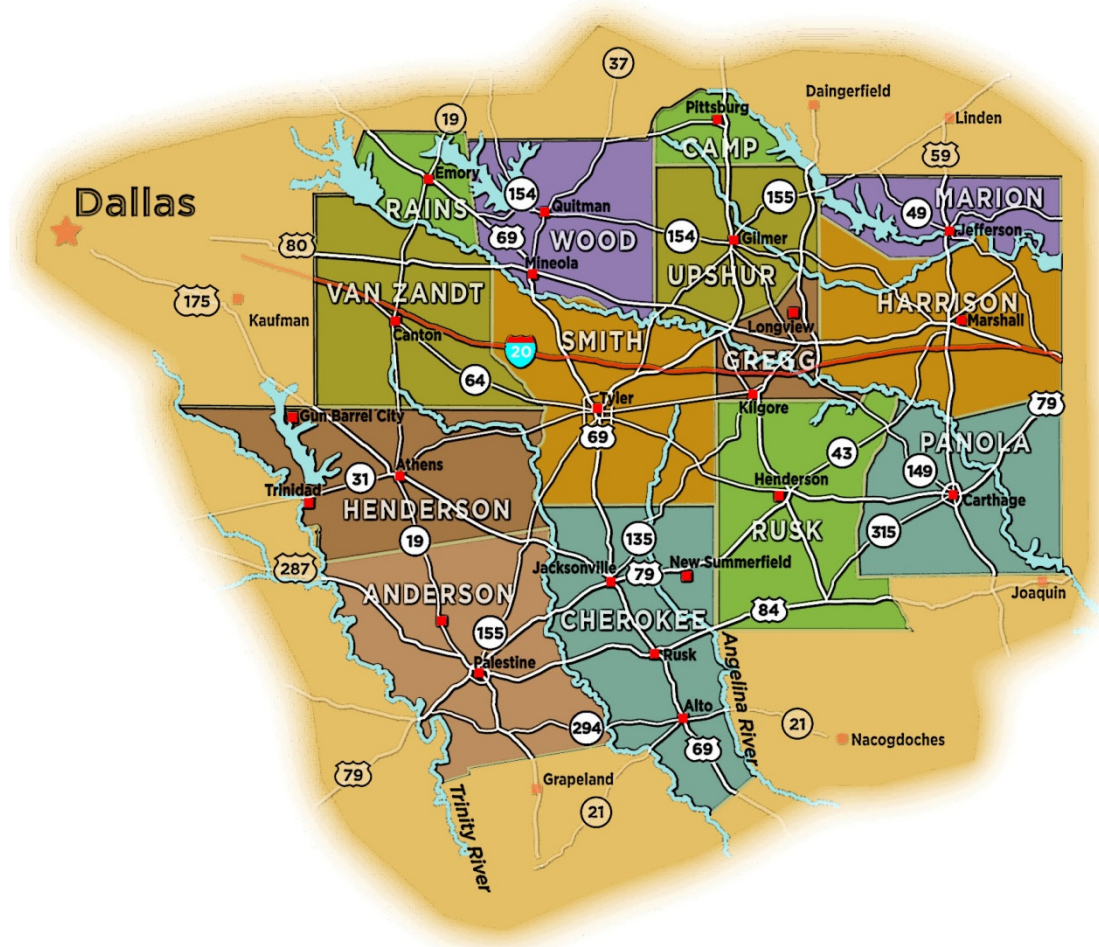 37
Daingerfield
Pittsburg
19
Linden
CAMP
59
Emory
MARION
Dallas
154
155
RAINS
Quitman
49
Jefferson
69
WOOD
154
Gilmer
80
Mineola
UPSHUR
VAN ZANDT
HARRISON
175
Kaufman
Longview
Marshall
Canton
SMITH
20
GREGG
64
Tyler
Kilgore
79
Gun Barrel City
69
PANOLA
43
Athens
149
31
Henderson
Trinidad
Carthage
HENDERSON
RUSK
315
19
135
287
Jacksonville
79
New Summerfield
Joaquin
ANDERSON
84
CHEROKEE
155
Palestine
Rusk
Angelina River
Alto
294
21
Nacogdoches
69
79
Grapeland
21
Trinity River